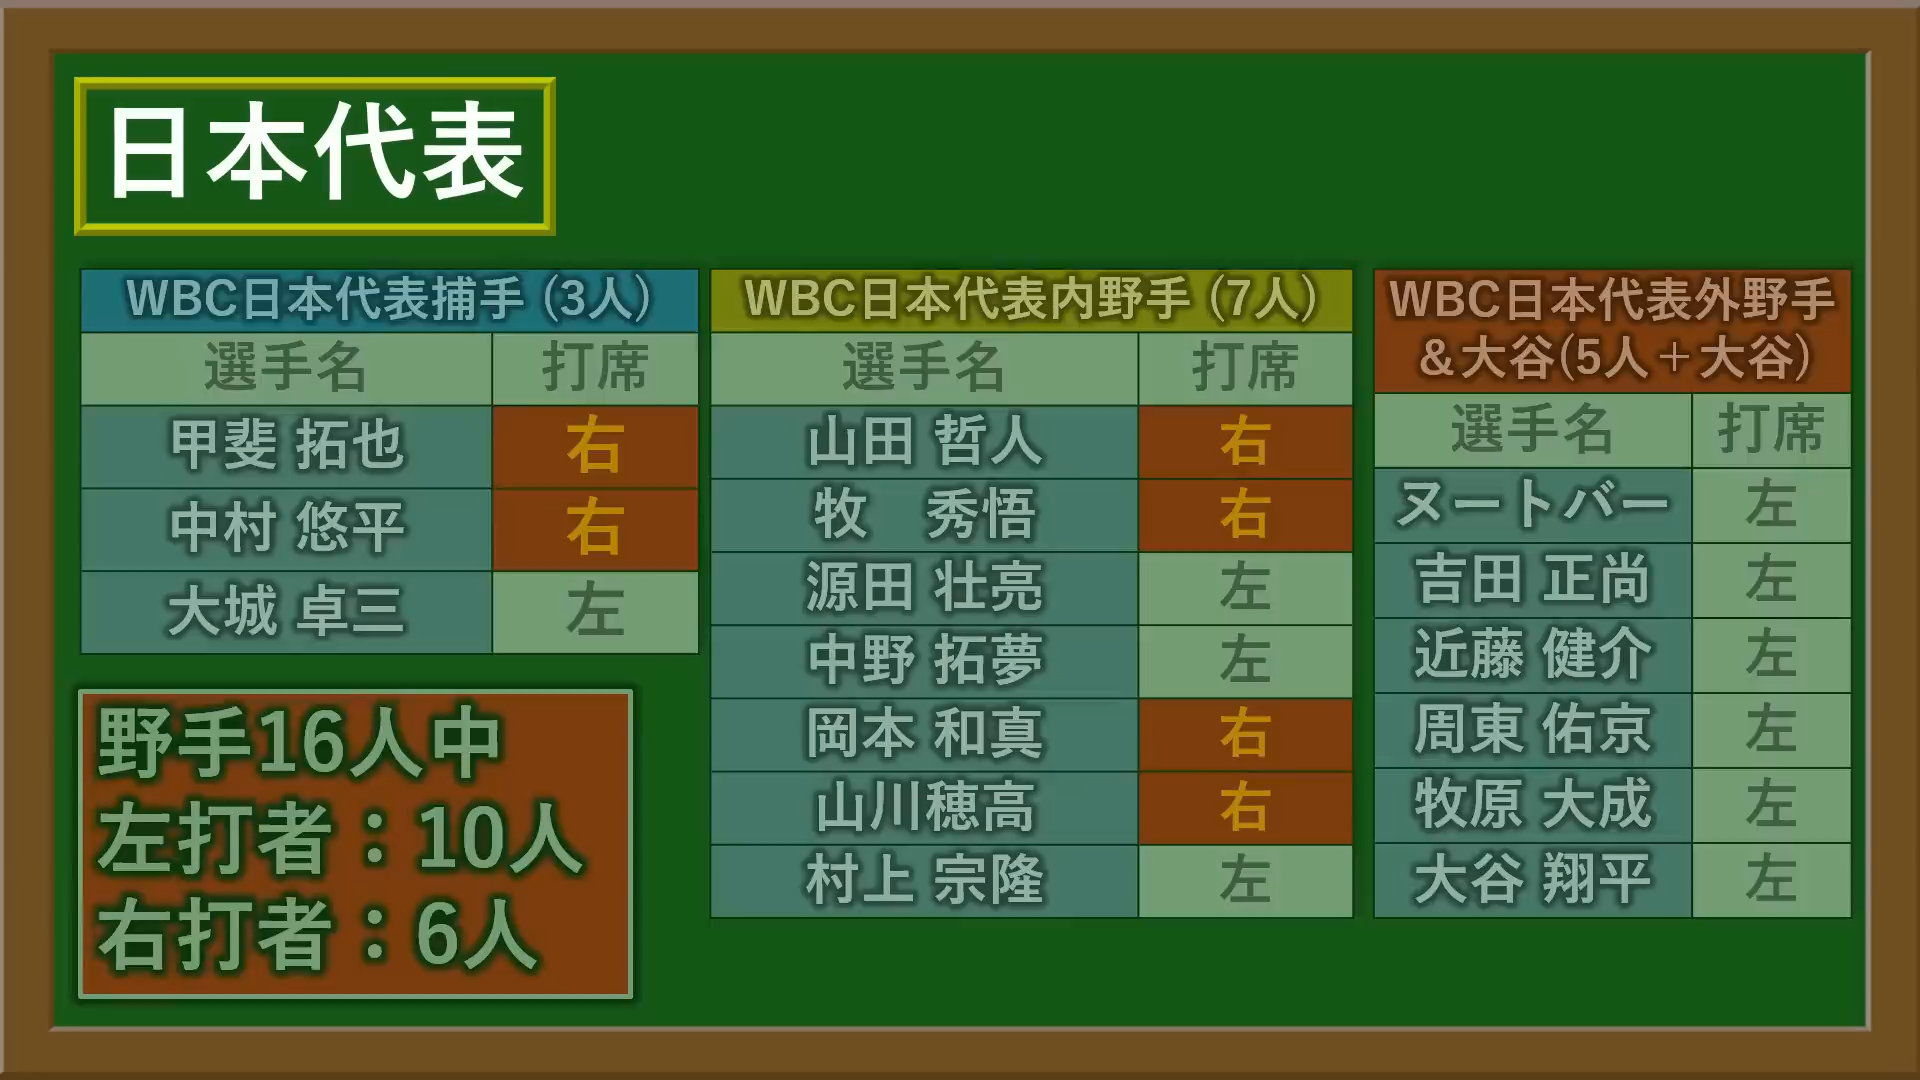 日本代表
WBC日本代表捕手 (3人)
選手名 打席
甲斐 拓也 右
中村 悠平 右
大城 卓三 左
野手16人中
左打者：10人
右打者：6人
WBC日本代表内野手 (7人)
選手名 打席
山田 哲人 右
牧　秀悟 右
源田 壮亮 左
中野 拓夢 左
岡本 和真 右
山川穂高 右
村上 宗隆 左
WBC日本代表外野手
＆大谷(5人＋大谷)
選手名 打席
ヌートバー 左
吉田 正尚 左
近藤 健介 左
周東 佑京 左
牧原 大成 左
大谷 翔平 左